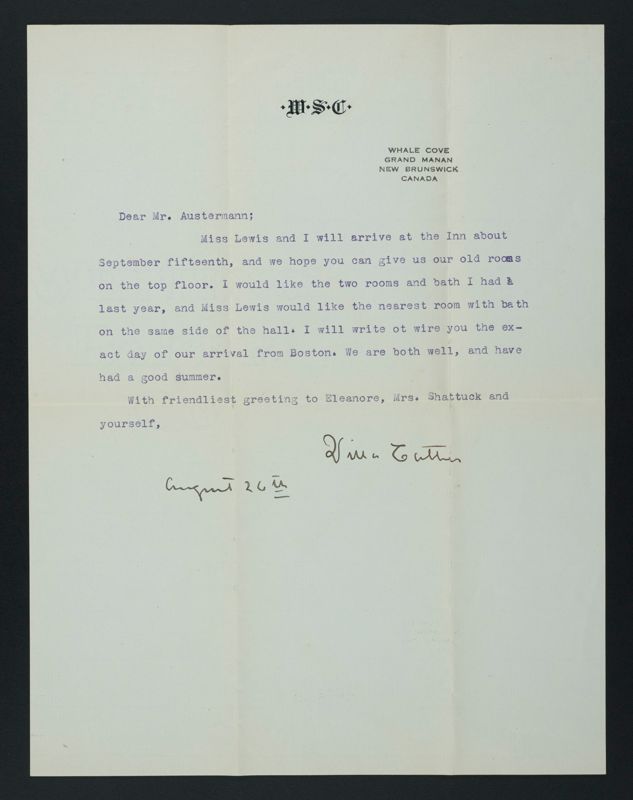 ·W·S·C·
WHALE COVE
GRAND MANAN
NEW BRUNSWICK
CANADA
Dear Mr. Austermann;
Miss Lewis and I will arrive at the Inn about
September fifteenth, and we hope you can give us our old rooms
on the top floor. I would like the two rooms and bath I had
last year, and Miss Lewis would like the nearest room with bath
on the same side of the hall. I will write ot wire you the ex-
act day of our arrival from Boston. We are both well, and have
had a good summer.
With friendliest greeting to Eleanore, Mrs. Shattuck and
yourself,
Willa Cather
August 26th